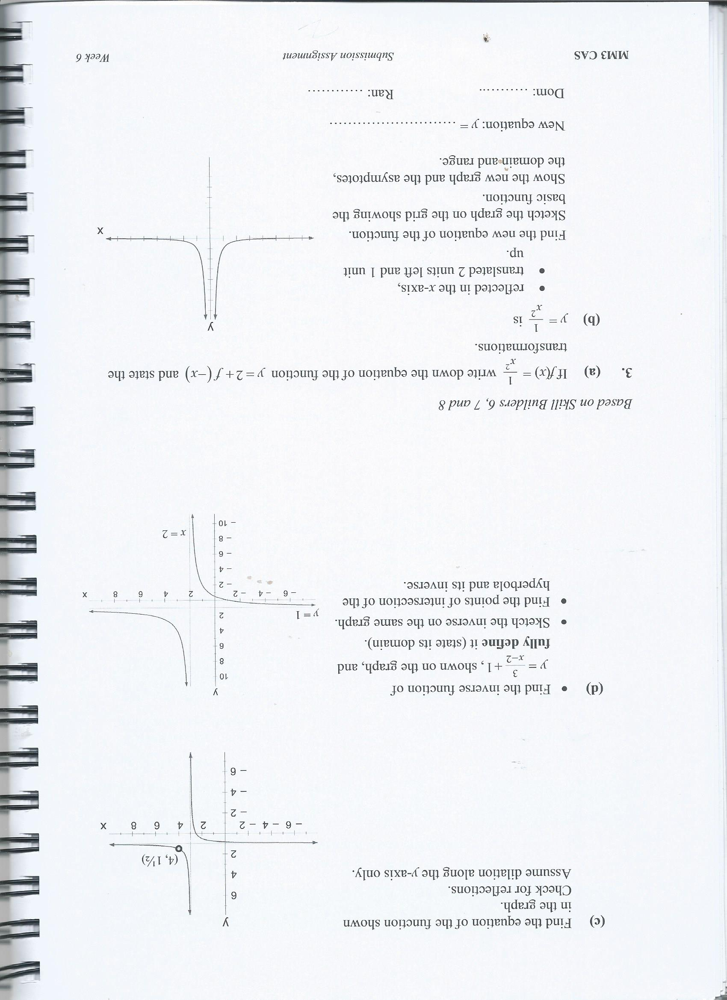 (c) Find the equation of the function shown
in the graph.
Check for reflections.
Assume dilation along the y-axis only.
y
6
4
2
(4, 1½)
– 6 – 4 – 2 2 4 6 8 x
– 2
– 4
– 6
(d) • Find the inverse function of
y = 3/(x–2) + 1, shown on the graph, and
fully define it (state its domain).
• Sketch the inverse on the same graph.
• Find the points of intersection of the
hyperbola and its inverse.
y
10
8
6
4
2
y = 1
– 6 – 4 – 2 2 4 6 8 x
– 2
– 4
– 6
– 8
– 10
x = 2
Based on Skill Builders 6, 7 and 8
3. (a) If f(x) = 1/x² write down the equation of the function y = 2 + f(–x) and state the
transformations.
(b) y = 1/x² is
• reflected in the x-axis,
• translated 2 units left and 1 unit
up.
Find the new equation of the function.
Sketch the graph on the grid showing the
basic function.
Show the new graph and the asymptotes,
the domain and range.
y
x
New equation: y = ............................
Dom: ........... Ran: ............
MM3 CAS Submission Assignment Week 6